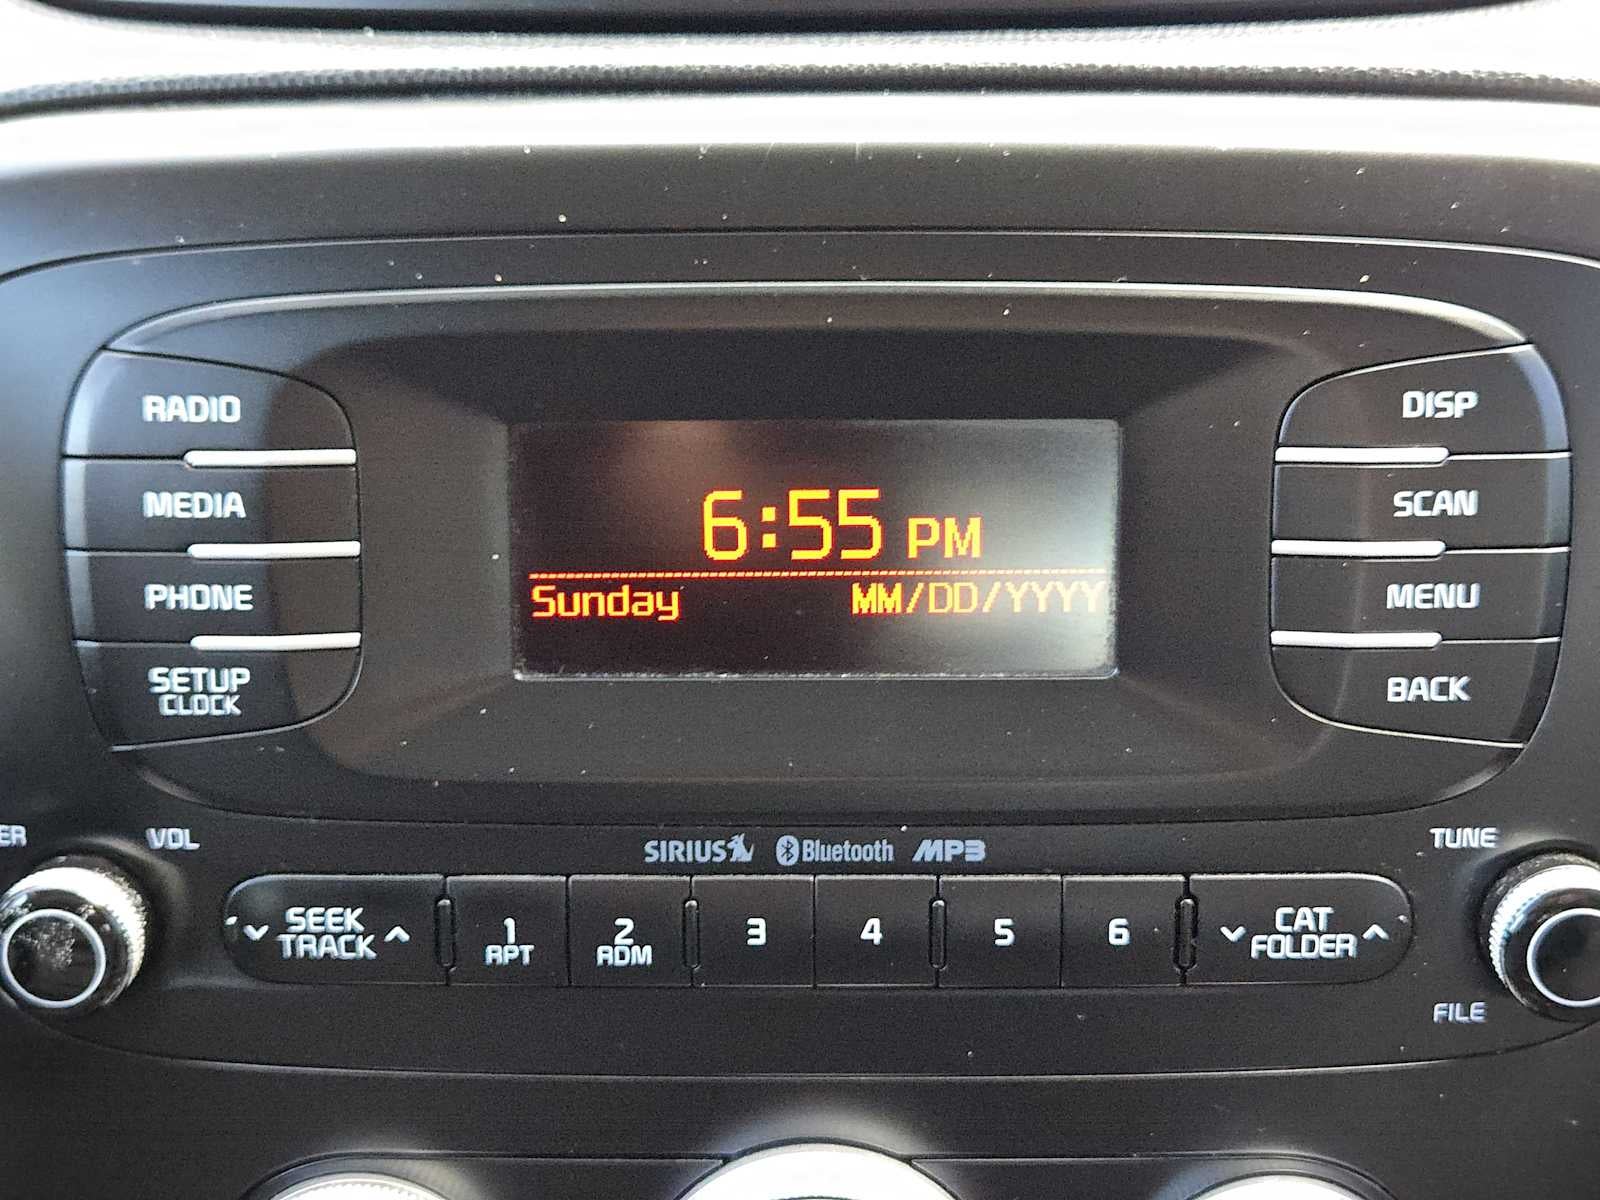 RADIO
MEDIA
PHONE
SETUP
CLOCK
6:55 PM
Sunday MM/DD/YYYY
DISP
SCAN
MENU
BACK
ER
VOL
SIRIUS Bluetooth MP3
TUNE
SEEK
TRACK
1
RPT
2
RDM
3
4
5
6
CAT
FOLDER
FILE